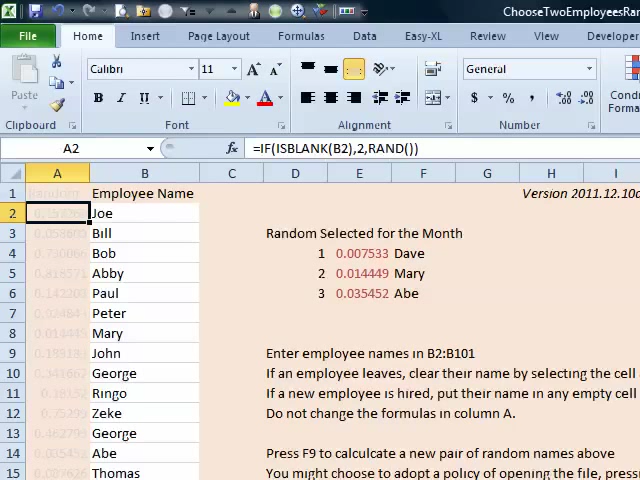 ChooseTwoEmployeesRan
File Home Insert Page Layout Formulas Data Easy-XL Review View Developer
Paste Calibri 11 A A General
B I U A $ % , Condi
Form
Clipboard Font Alignment Number
A2 fx =IF(ISBLANK(B2),2,RAND())
A B C D E F G H I
1 Random Employee Name Version 2011.12.10
2 Joe
3 Bill Random Selected for the Month
4 Bob 1 0.007533 Dave
5 Abby 2 0.014449 Mary
6 Paul 3 0.035452 Abe
7 Peter
8 Mary
9 John Enter employee names in B2:B101
10 George If an employee leaves, clear their name by selecting the cell
11 Ringo If a new employee is hired, put their name in any empty cell
12 Zeke Do not change the formulas in column A.
13 George
14 Abe Press F9 to calculcate a new pair of random names above
15 Thomas You might choose to adopt a policy of opening the file, press